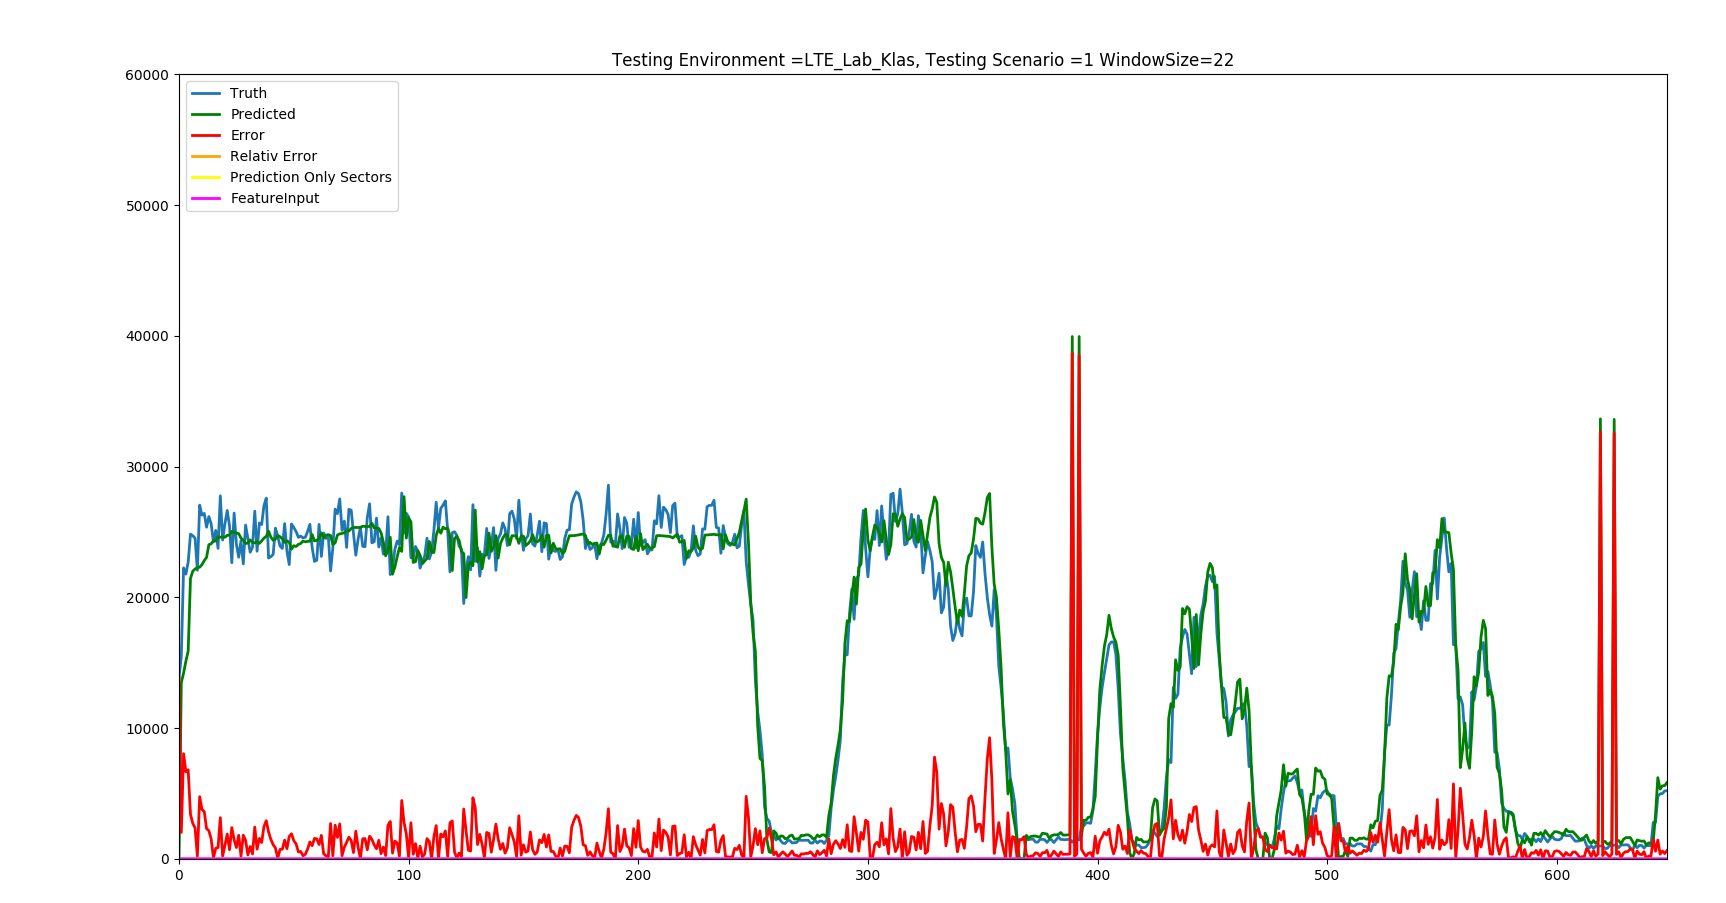 Testing Environment =LTE_Lab_Klas, Testing Scenario =1 WindowSize=22
60000
50000
40000
30000
20000
10000
0
Truth
Predicted
Error
Relativ Error
Prediction Only Sectors
FeatureInput
0 100 200 300 400 500 600